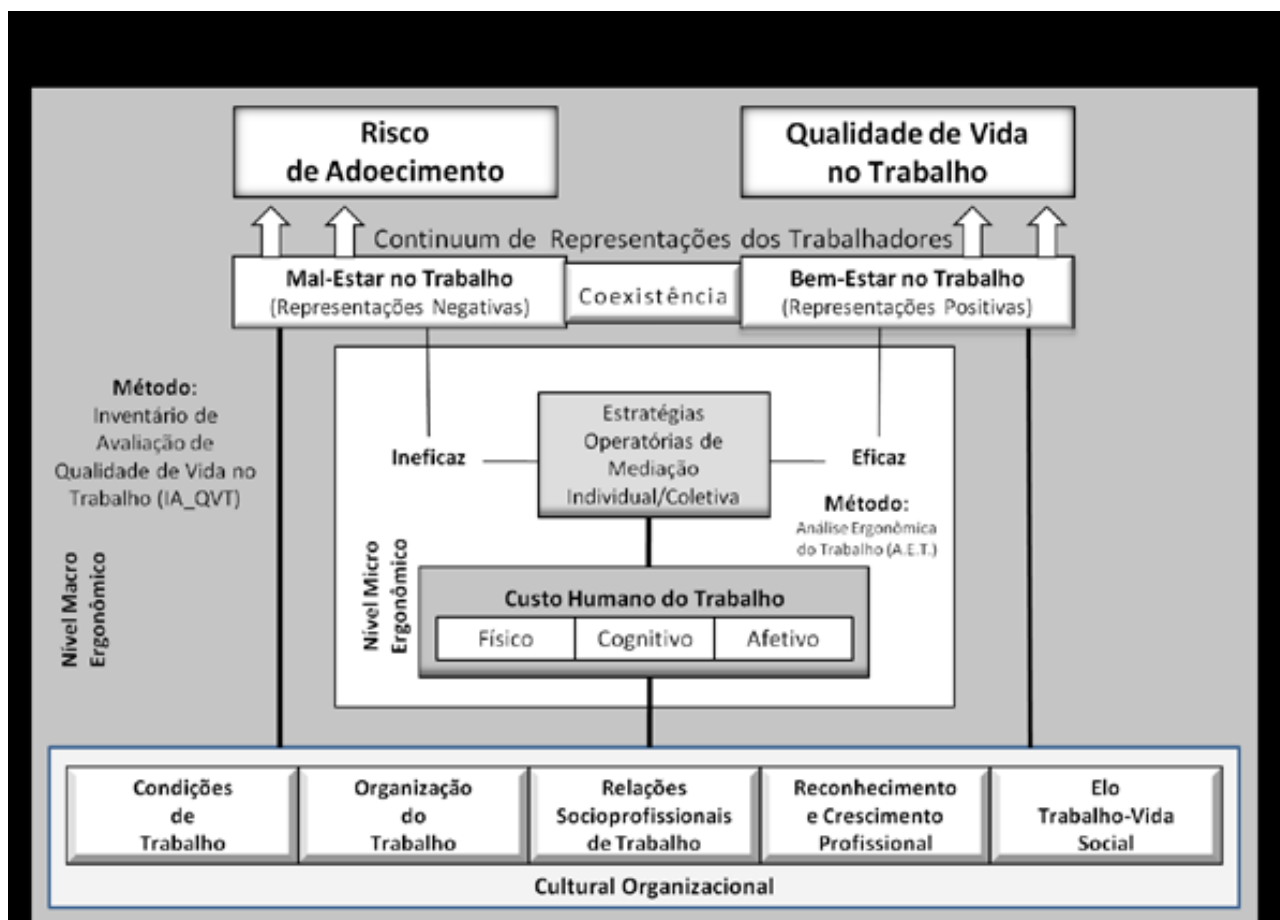 Risco
de Adoecimento
Qualidade de Vida
no Trabalho
Continuum de Representações dos Trabalhadores
Mal-Estar no Trabalho
(Representações Negativas)
Coexistência
Bem-Estar no Trabalho
(Representações Positivas)
Método:
Inventário de
Avaliação de
Qualidade de Vida no
Trabalho (IA_QVT)
Estratégias
Operatórias de
Mediação
Individual/Coletiva
Ineficaz
Eficaz
Método:
Análise Ergonômica
do Trabalho (A.E.T.)
Nível Macro
Ergonômico
Nível Micro
Ergonômico
Custo Humano do Trabalho
Físico
Cognitivo
Afetivo
Condições
de
Trabalho
Organização
do
Trabalho
Relações
Socioprofissionais
de Trabalho
Reconhecimento
e Crescimento
Profissional
Elo
Trabalho-Vida
Social
Cultural Organizacional